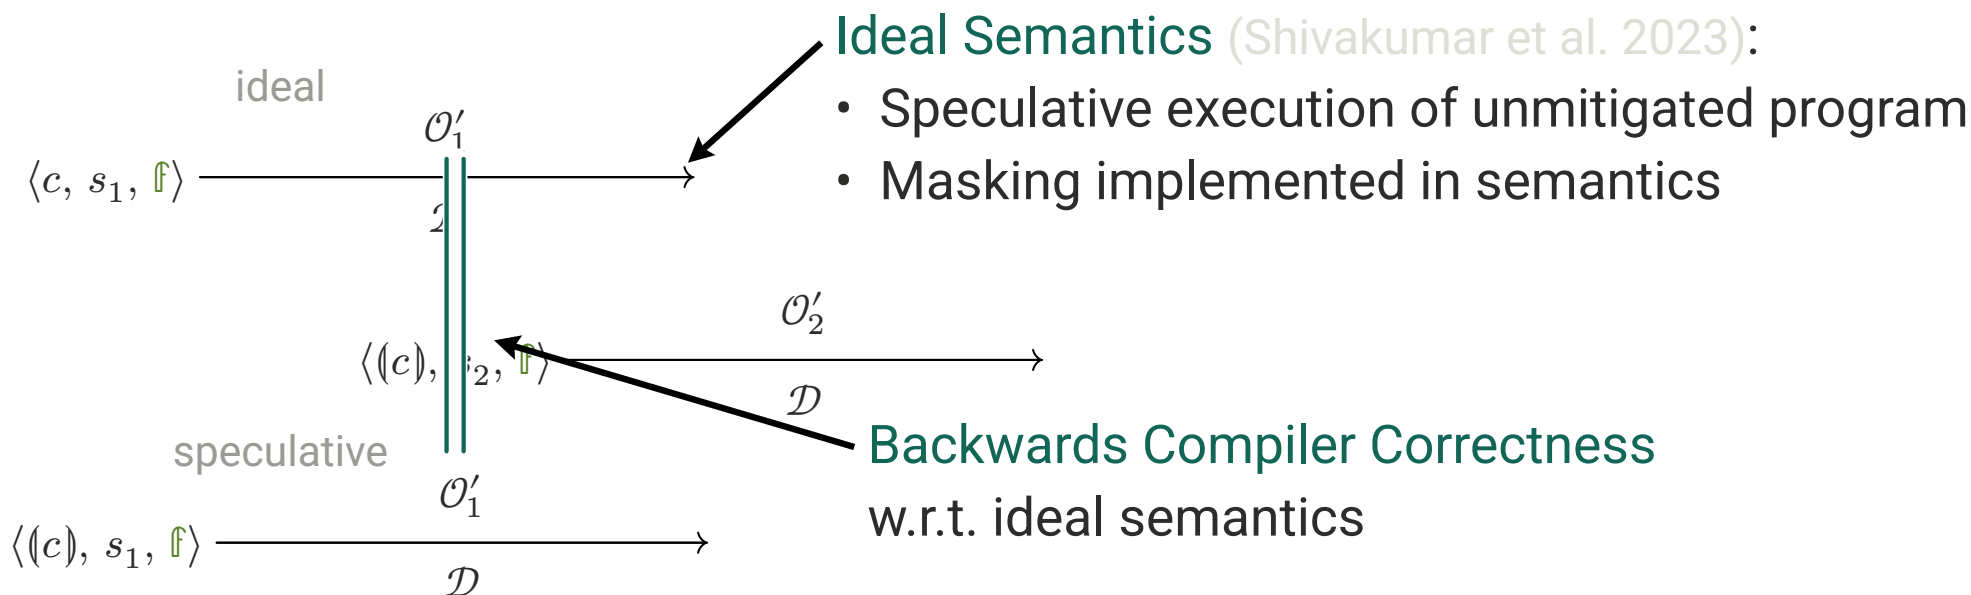 Ideal Semantics (Shivakumar et al. 2023):
ideal
• Speculative execution of unmitigated program
𝒪′₁
⟨c, s₁, 𝕗⟩
• Masking implemented in semantics
𝒪′₂
⟨⦇c⦈, ₂, 𝕗⟩
𝒟
Backwards Compiler Correctness
speculative
𝒪′₁
w.r.t. ideal semantics
⟨⦇c⦈, s₁, 𝕗⟩
𝒟